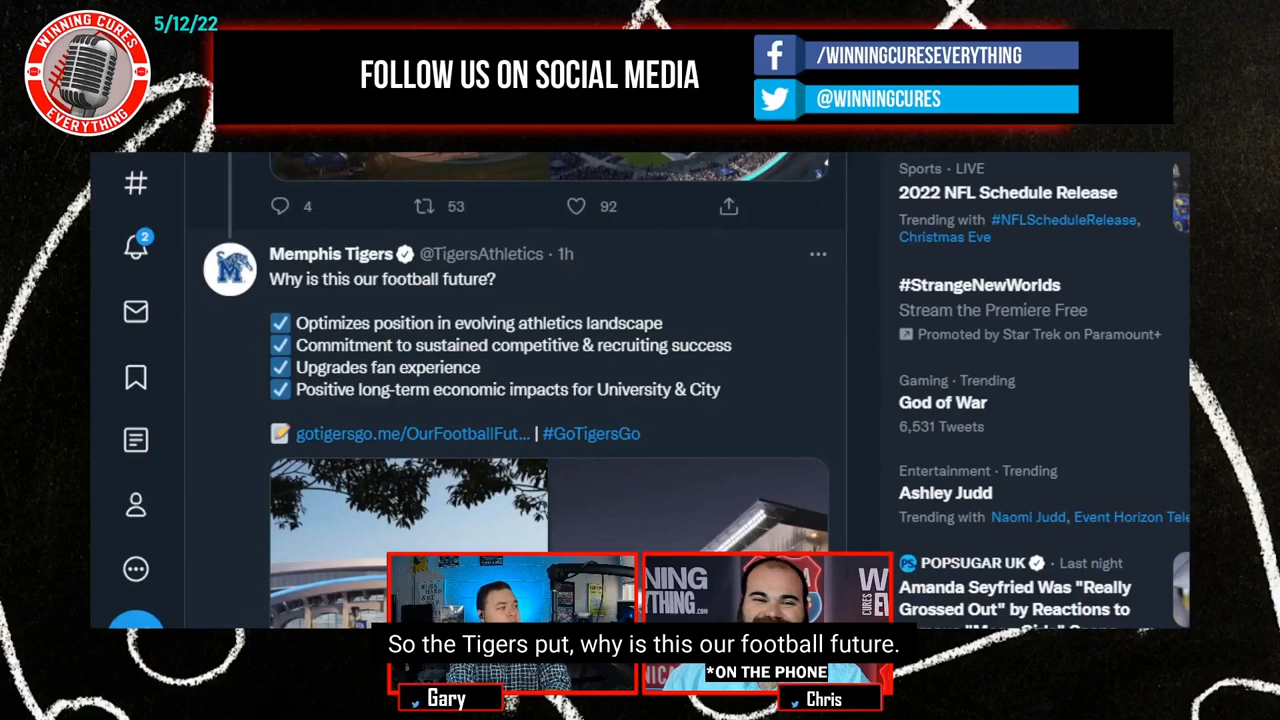 WINNING CURES
EVERYTHING
5/12/22
FOLLOW US ON SOCIAL MEDIA
/WINNINGCURESEVERYTHING
@WINNINGCURES
4 53 92
2
Memphis Tigers @TigersAthletics · 1h
Why is this our football future?
Optimizes position in evolving athletics landscape
Commitment to sustained competitive & recruiting success
Upgrades fan experience
Positive long-term economic impacts for University & City
gotigersgo.me/OurFootballFut... | #GoTigersGo
Sports · LIVE
2022 NFL Schedule Release
Trending with #NFLScheduleRelease,
Christmas Eve
#StrangeNewWorlds
Stream the Premiere Free
Promoted by Star Trek on Paramount+
Gaming · Trending
God of War
6,531 Tweets
Entertainment · Trending
Ashley Judd
Trending with Naomi Judd, Event Horizon Tele
POPSUGAR UK · Last night
Amanda Seyfried Was "Really
Grossed Out" by Reactions to
So the Tigers put, why is this our football future.
*ON THE PHONE
Gary
Chris